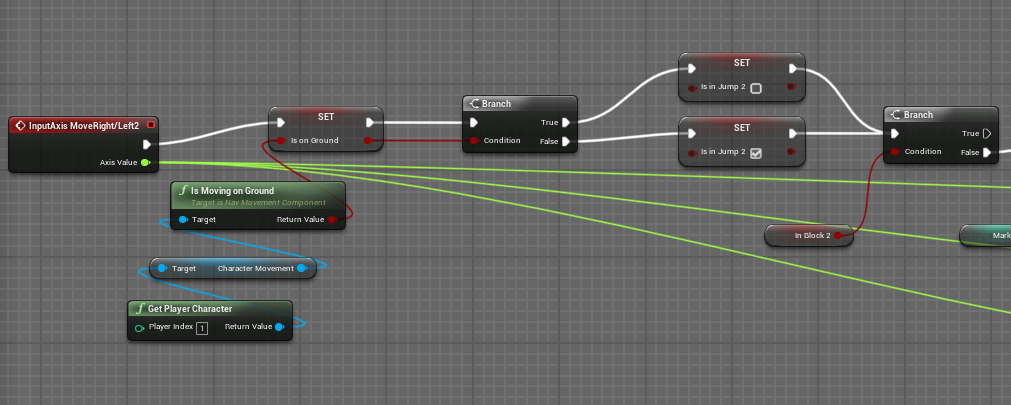 InputAxis MoveRight/Left2
Axis Value
SET
Is on Ground
Is Moving on Ground
Target is Nav Movement Component
Target Return Value
Target Character Movement
Get Player Character
Player Index 1 Return Value
Branch
True
Condition False
SET
Is in Jump 2
SET
Is in Jump 2
Branch
True
Condition False
In Block 2